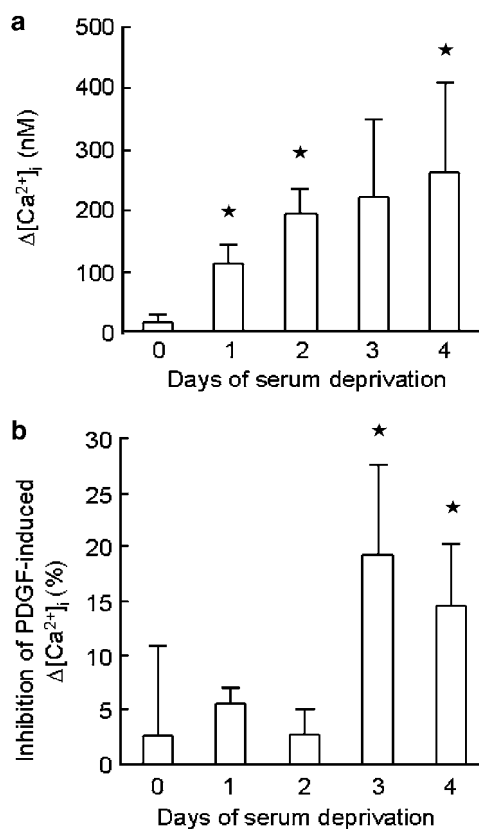 a
Δ[Ca²⁺]ᵢ (nM)
500
400
300
200
100
0
0 1 2 3 4
Days of serum deprivation
b
Inhibition of PDGF-induced
Δ[Ca²⁺]ᵢ (%)
30
25
20
15
10
5
0
0 1 2 3 4
Days of serum deprivation